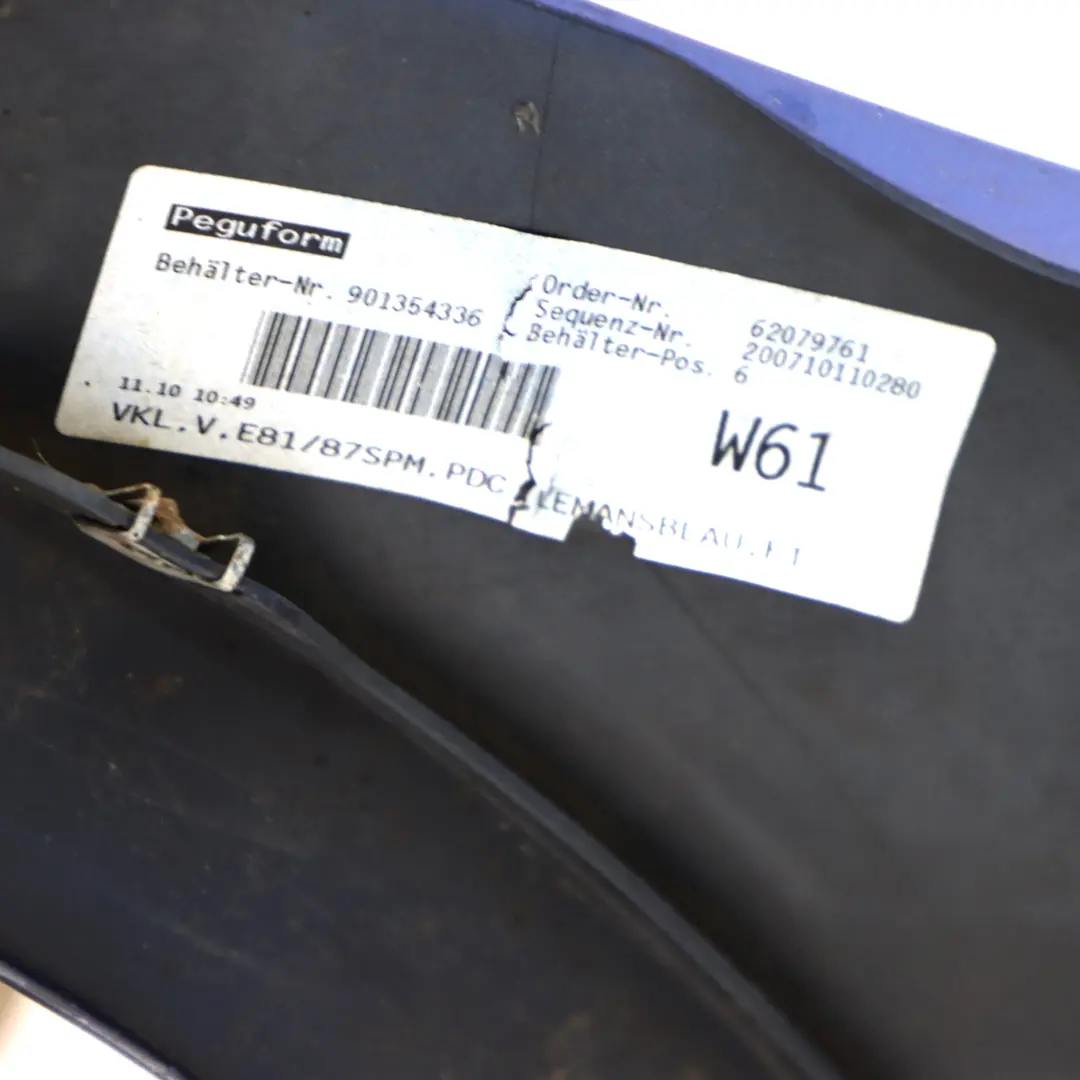 Peguform
Behälter-Nr. 901354336
Order-Nr. 62079761
Sequenz-Nr. 200710110280
Behälter-Pos. 6
11.10 10:49
W61
VKL.V.E81/87SPM.PDC LEMANSBLAU.